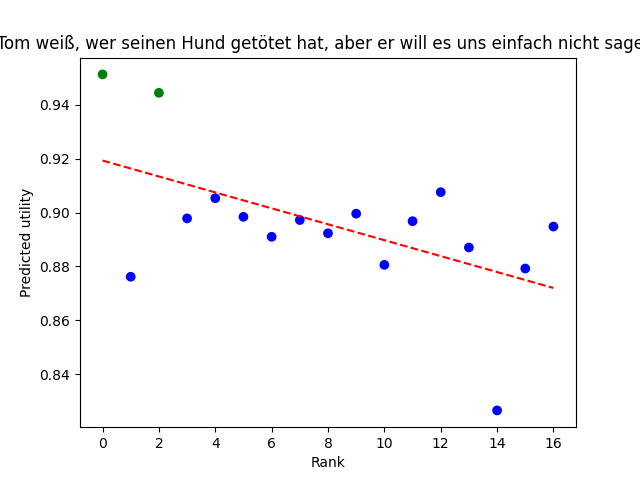 Tom weiß, wer seinen Hund getötet hat, aber er will es uns einfach nicht sage
0.94
0.92
0.90
0.88
0.86
0.84
Predicted utility
0 2 4 6 8 10 12 14 16
Rank